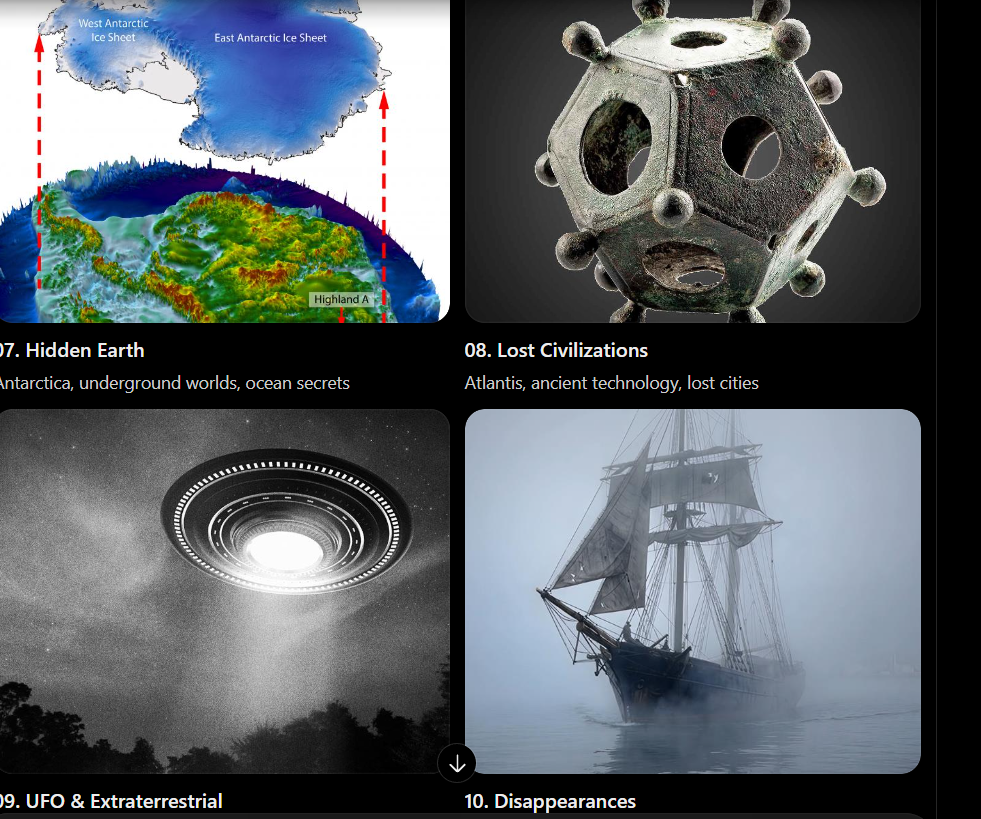 West Antarctic
Ice Sheet
East Antarctic Ice Sheet
Highland A
07. Hidden Earth
08. Lost Civilizations
Antarctica, underground worlds, ocean secrets
Atlantis, ancient technology, lost cities
09. UFO & Extraterrestrial
10. Disappearances